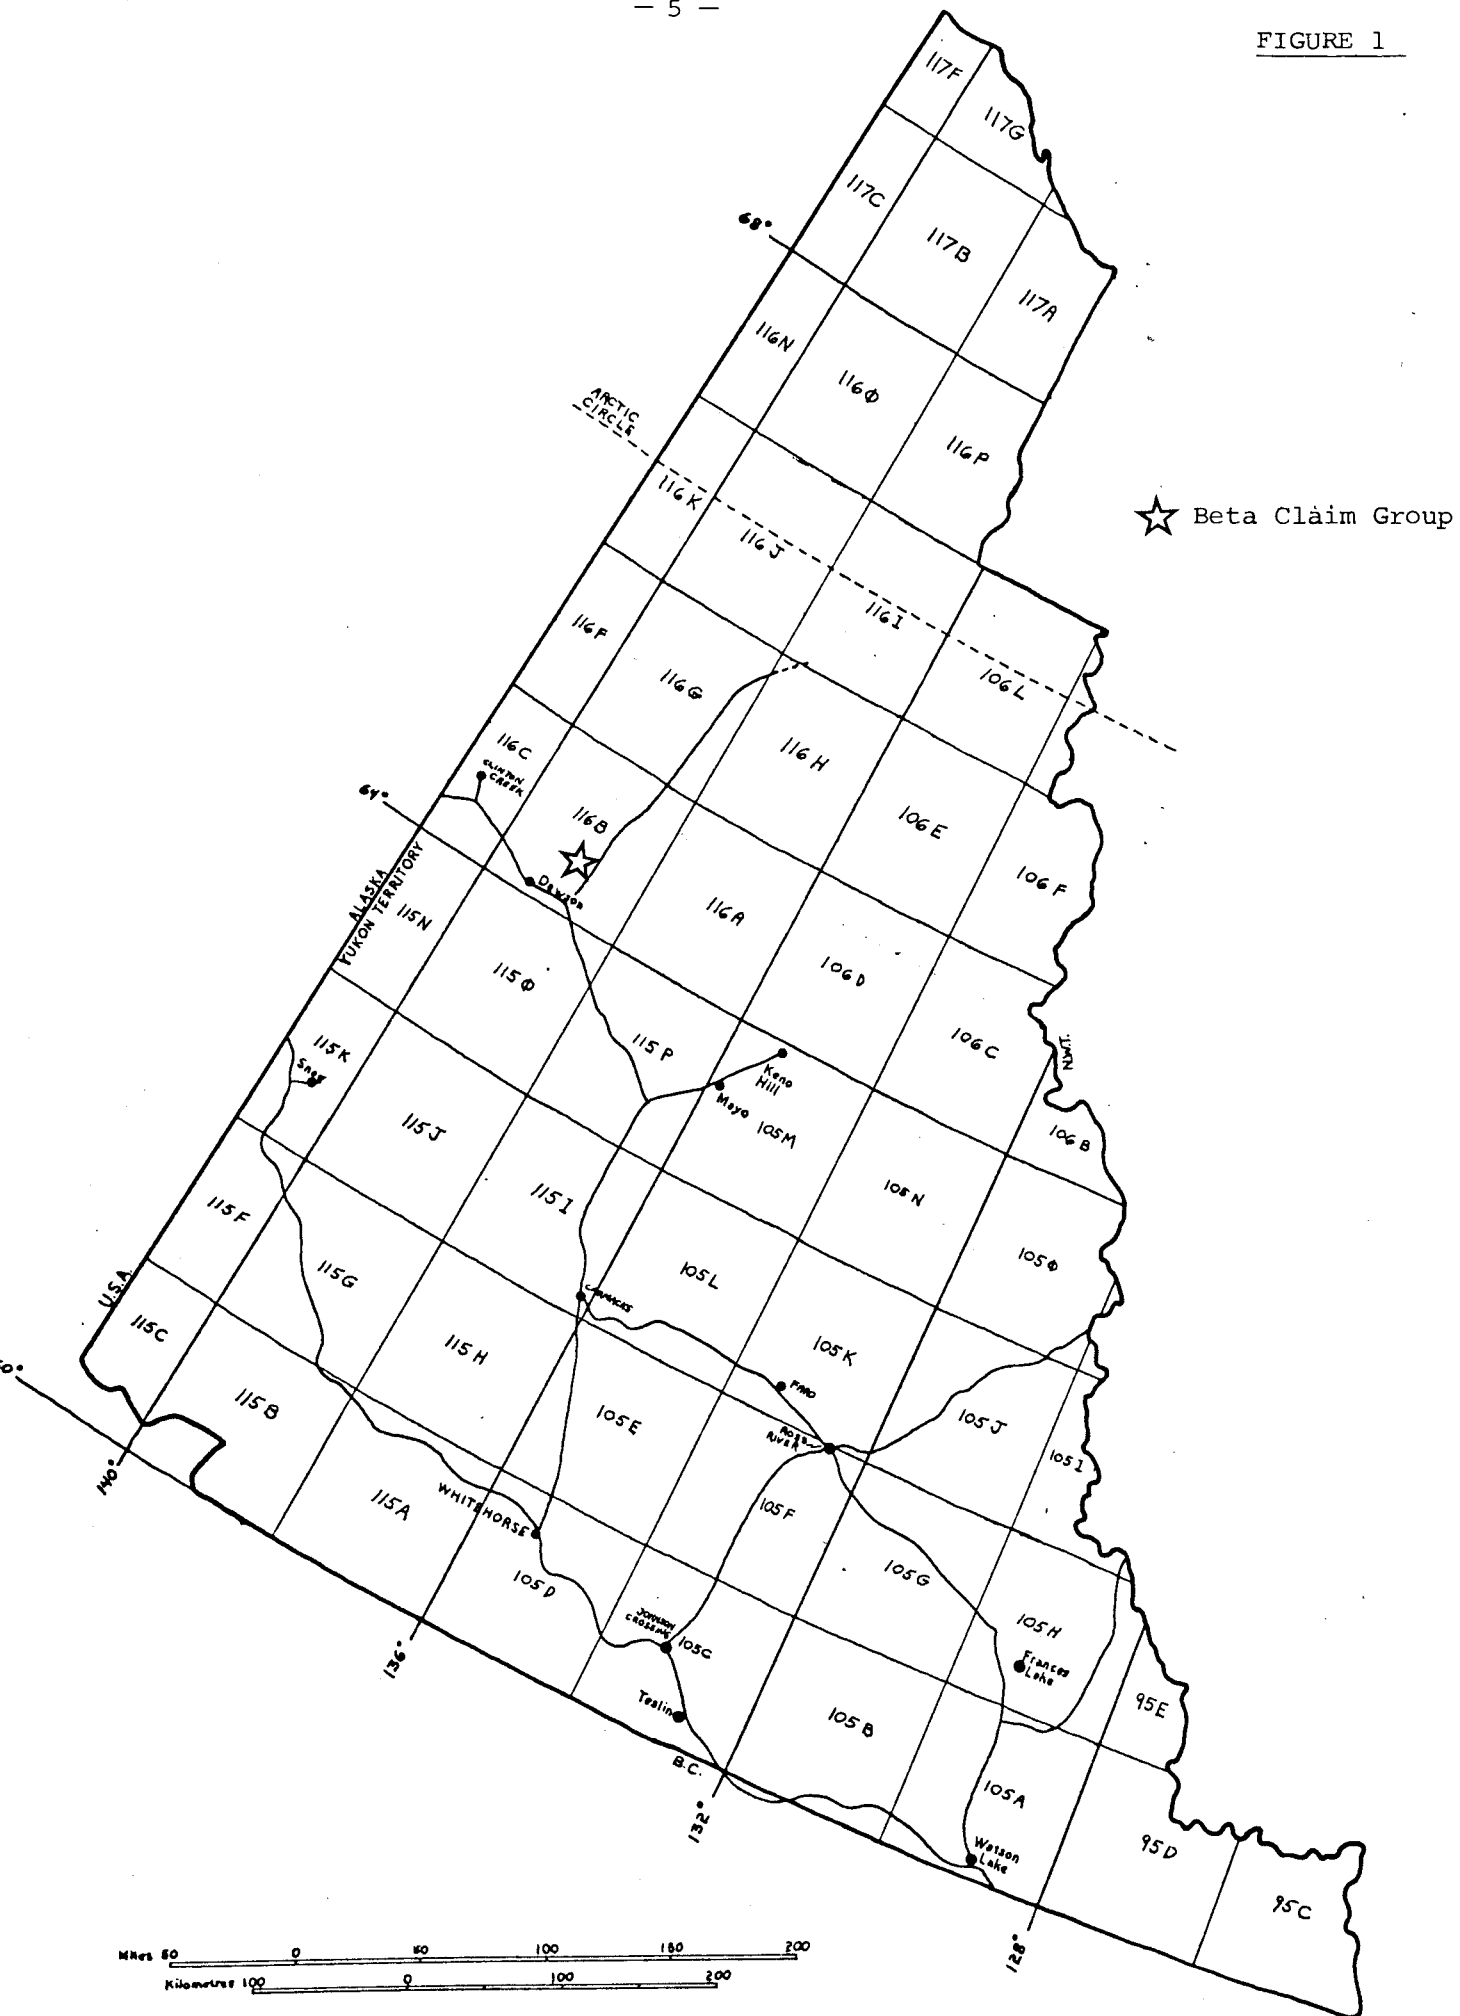 — 5 —
FIGURE 1
117F
117G
117C
68°
117B
117A
116N
116O
ARCTIC
CIRCLE
116P
116K
Beta Claim Group
116J
116I
116F
116G
106L
116C
116H
CLINTON
CREEK
64°
116B
106E
106F
Dawson
ALASKA
YUKON TERRITORY
115N
116A
115O
106D
106C
N.W.T.
115K
Snag
115P
Keno
Hill
Mayo
105M
115J
106B
115I
105N
115F
105O
115G
105L
U.S.A.
CARMACKS
115C
115H
105K
60°
FARO
115B
105E
105J
ROSS
RIVER
105I
140°
115A
WHITEHORSE
105F
105D
105G
JOHNSON
CROSSING
105C
105H
136°
Frances
Lake
Teslin
105B
95E
B.C.
105A
132°
Watson
Lake
95D
95C
128°
Miles 50 0 50 100 150 200
Kilometres 100 0 100 200